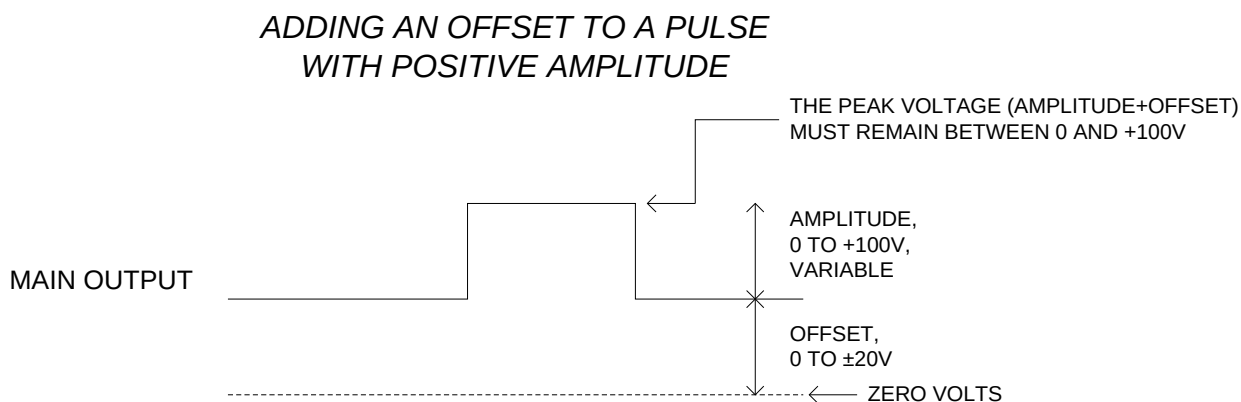 ADDING AN OFFSET TO A PULSE
WITH POSITIVE AMPLITUDE
THE PEAK VOLTAGE (AMPLITUDE+OFFSET)
MUST REMAIN BETWEEN 0 AND +100V
AMPLITUDE,
0 TO +100V,
VARIABLE
MAIN OUTPUT
OFFSET,
0 TO ±20V
ZERO VOLTS